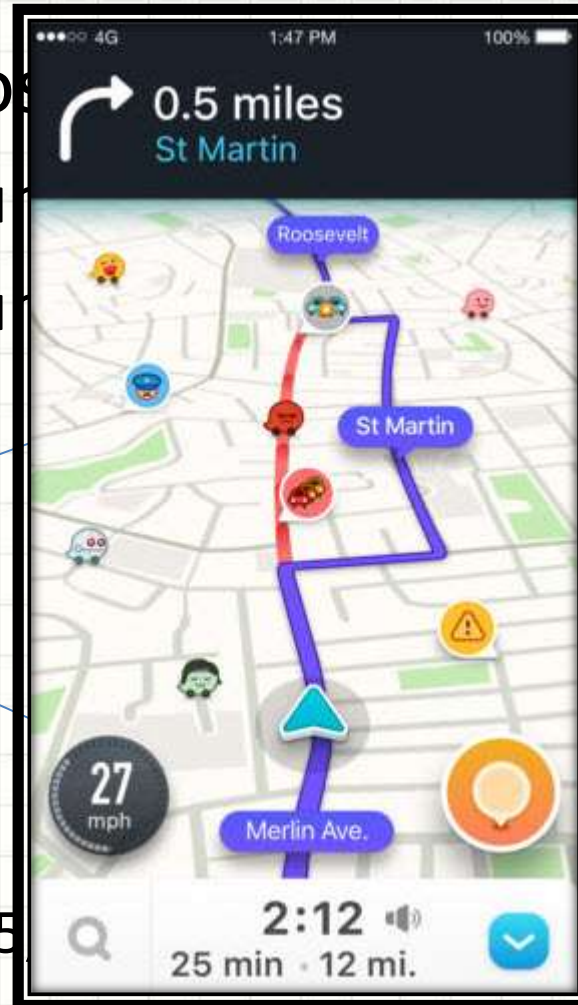 4G 1:47 PM 100%
0.5 miles
St Martin
Roosevelt
St Martin
27
mph
Merlin Ave.
2:12
25 min · 12 mi.